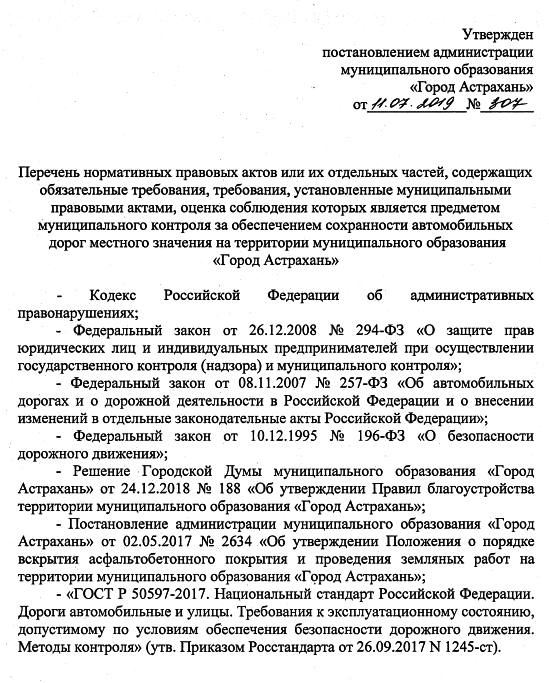 Утвержден
постановлением администрации
муниципального образования
«Город Астрахань»
от 11.07.2019 № 307
Перечень нормативных правовых актов или их отдельных частей, содержащих
обязательные требования, требования, установленные муниципальными
правовыми актами, оценка соблюдения которых является предметом
муниципального контроля за обеспечением сохранности автомобильных
дорог местного значения на территории муниципального образования
«Город Астрахань»
- Кодекс Российской Федерации об административных
правонарушениях;
- Федеральный закон от 26.12.2008 № 294-ФЗ «О защите прав
юридических лиц и индивидуальных предпринимателей при осуществлении
государственного контроля (надзора) и муниципального контроля»;
- Федеральный закон от 08.11.2007 № 257-ФЗ «Об автомобильных
дорогах и о дорожной деятельности в Российской Федерации и о внесении
изменений в отдельные законодательные акты Российской Федерации»;
- Федеральный закон от 10.12.1995 № 196-ФЗ «О безопасности
дорожного движения»;
- Решение Городской Думы муниципального образования «Город
Астрахань» от 24.12.2018 № 188 «Об утверждении Правил благоустройства
территории муниципального образования «Город Астрахань»;
- Постановление администрации муниципального образования «Город
Астрахань» от 02.05.2017 № 2634 «Об утверждении Положения о порядке
вскрытия асфальтобетонного покрытия и проведения земляных работ на
территории муниципального образования «Город Астрахань»;
- «ГОСТ Р 50597-2017. Национальный стандарт Российской Федерации.
Дороги автомобильные и улицы. Требования к эксплуатационному состоянию,
допустимому по условиям обеспечения безопасности дорожного движения.
Методы контроля» (утв. Приказом Росстандарта от 26.09.2017 N 1245-ст).